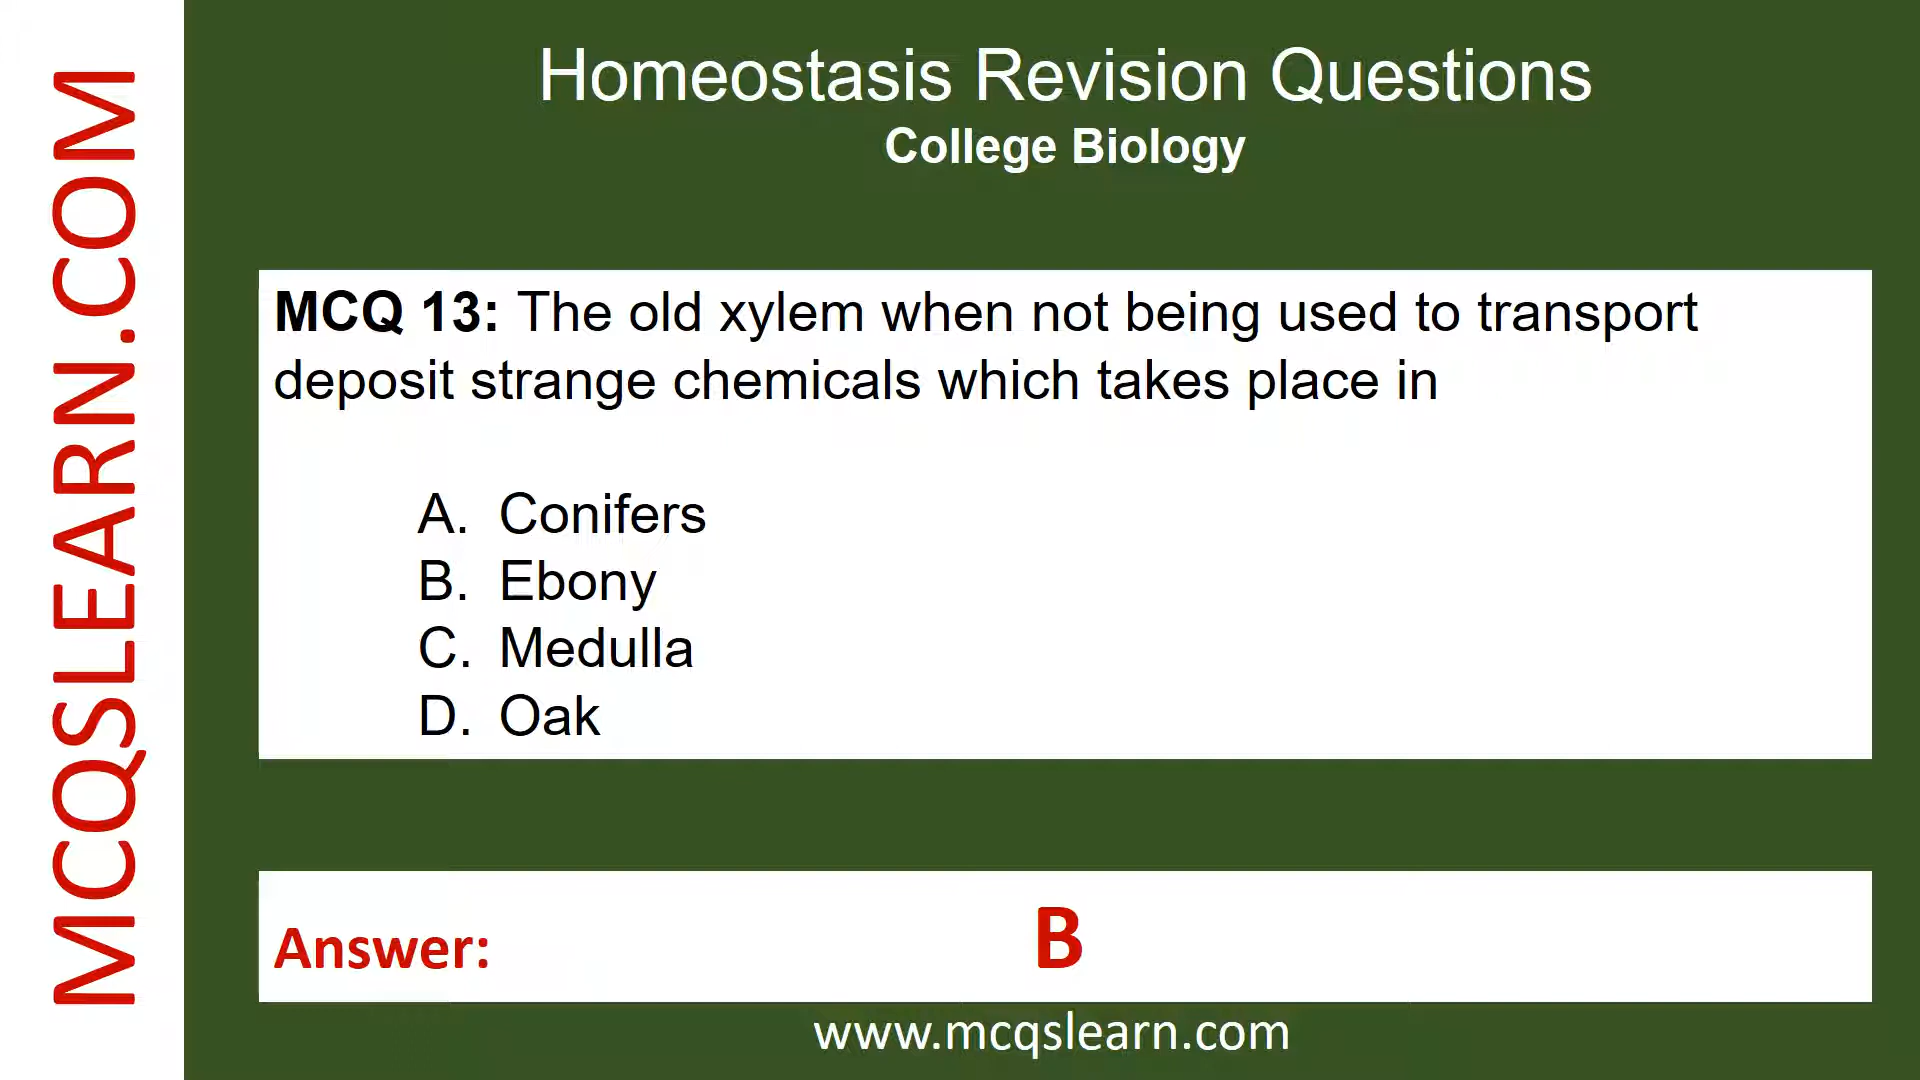 MCQSLEARN.COM
Homeostasis Revision Questions
College Biology
MCQ 13: The old xylem when not being used to transport
deposit strange chemicals which takes place in
A. Conifers
B. Ebony
C. Medulla
D. Oak
Answer: B
www.mcqslearn.com